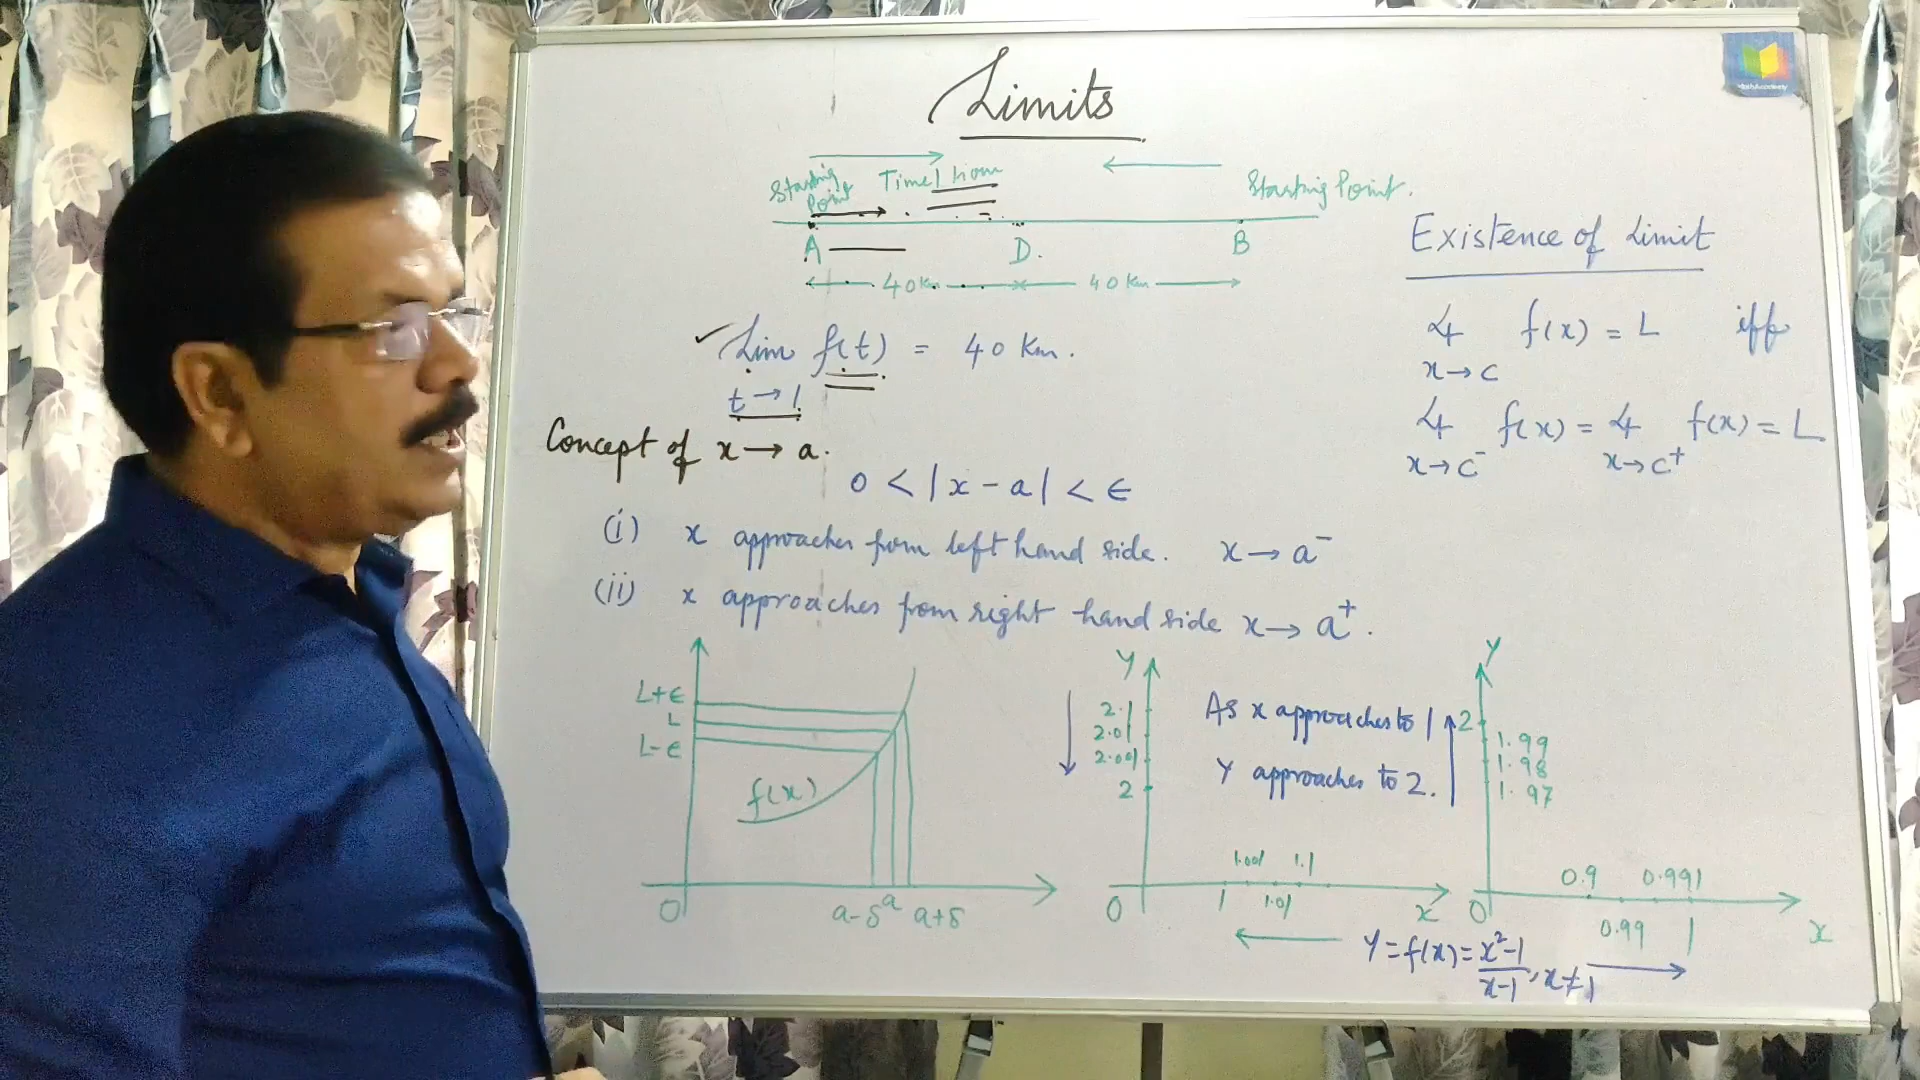 Limits
Starting Point Time 1 hour Starting Point.
A D. B
40 Km 40 Km
Lim f(t) = 40 Km.
t → 1
Concept of x → a.
0 < |x - a| < ϵ
(i) x approaches from left hand side. x → a⁻
(ii) x approaches from right hand side x → a⁺.
Existence of Limit
Lt f(x) = L iff
x → c
Lt f(x) = Lt f(x) = L
x → c⁻ x → c⁺
L+ϵ
L
L-ϵ
f(x)
O a-δ a a+δ
Y
2.1
2.01
2.001
2
1.001 1.1
O 1 1.01 x
As x approaches to 1
Y approaches to 2.
Y
2
1.99
1.98
1.97
0.9 0.991
O 0.99 1 x
Y = f(x) = x²-1
x-1 , x ≠ 1